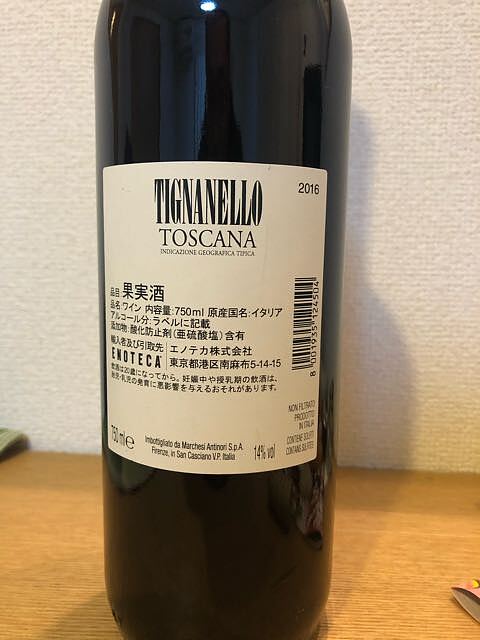 2016
TIGNANELLO
TOSCANA
INDICAZIONE GEOGRAFICA TIPICA
品目 果実酒
品名:ワイン 内容量:750ml 原産国名:イタリア
アルコール分:ラベルに記載
添加物:酸化防止剤(亜硫酸塩)含有
輸入者及び引取先 エノテカ株式会社
ENOTECA 東京都港区南麻布5-14-15
飲酒は20歳になってから。妊娠中や授乳期の飲酒は、
胎児・乳児の発育に悪影響を与えるおそれがあります。
8 001935 124504
NON FILTRATO
PRODOTTO
IN ITALIA
CONTIENE SOLFITI
CONTAINS SULFITES
750 ml e
Imbottigliato da Marchesi Antinori S.p.A.
Firenze, in San Casciano V.P. Italia
14% vol